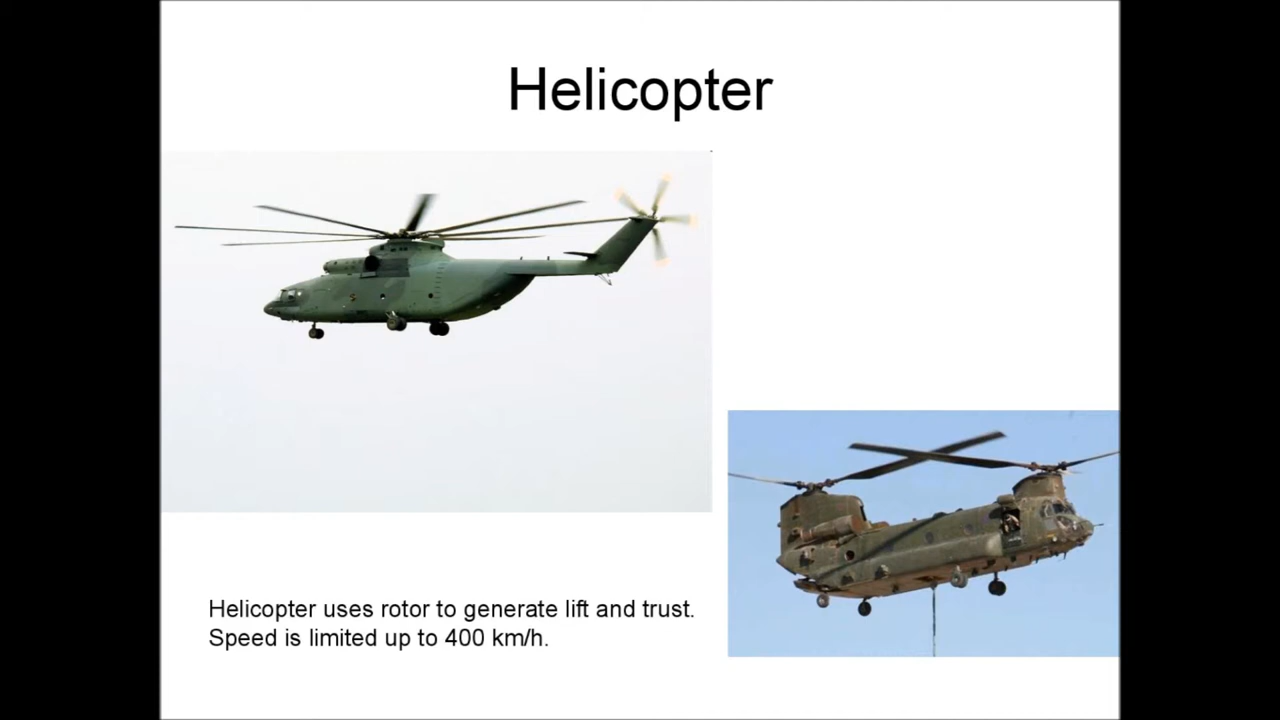 Helicopter
Helicopter uses rotor to generate lift and trust.
Speed is limited up to 400 km/h.